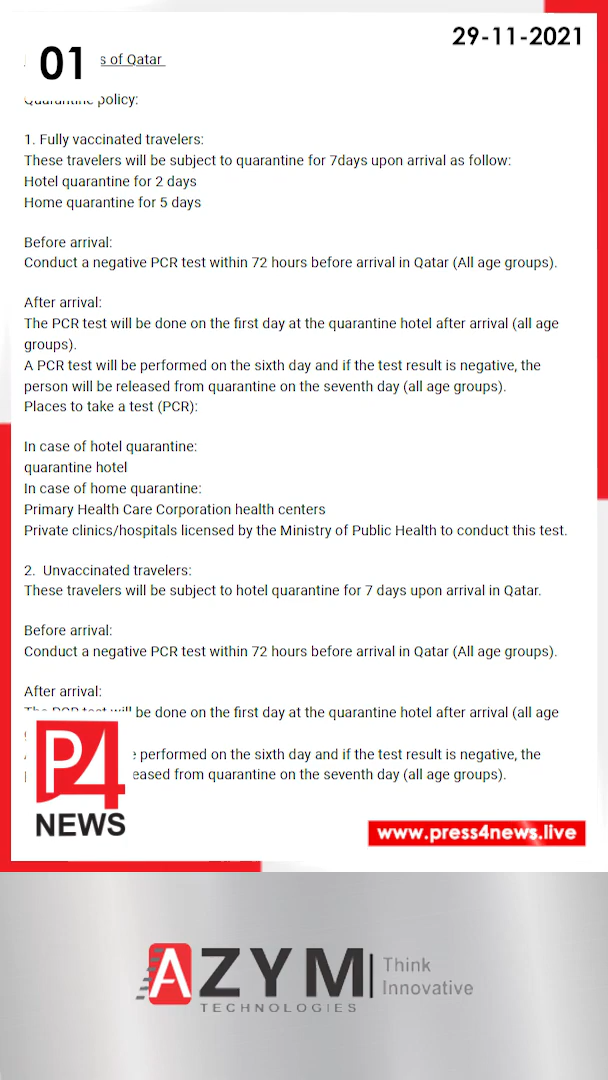 29-11-2021
01
s of Qatar
policy:
1. Fully vaccinated travelers:
These travelers will be subject to quarantine for 7days upon arrival as follow:
Hotel quarantine for 2 days
Home quarantine for 5 days
Before arrival:
Conduct a negative PCR test within 72 hours before arrival in Qatar (All age groups).
After arrival:
The PCR test will be done on the first day at the quarantine hotel after arrival (all age
groups).
A PCR test will be performed on the sixth day and if the test result is negative, the
person will be released from quarantine on the seventh day (all age groups).
Places to take a test (PCR):
In case of hotel quarantine:
quarantine hotel
In case of home quarantine:
Primary Health Care Corporation health centers
Private clinics/hospitals licensed by the Ministry of Public Health to conduct this test.
2.  Unvaccinated travelers:
These travelers will be subject to hotel quarantine for 7 days upon arrival in Qatar.
Before arrival:
Conduct a negative PCR test within 72 hours before arrival in Qatar (All age groups).
After arrival:
be done on the first day at the quarantine hotel after arrival (all age
performed on the sixth day and if the test result is negative, the
eased from quarantine on the seventh day (all age groups).
P4
NEWS
www.press4news.live
AZYM
TECHNOLOGIES
Think
Innovative